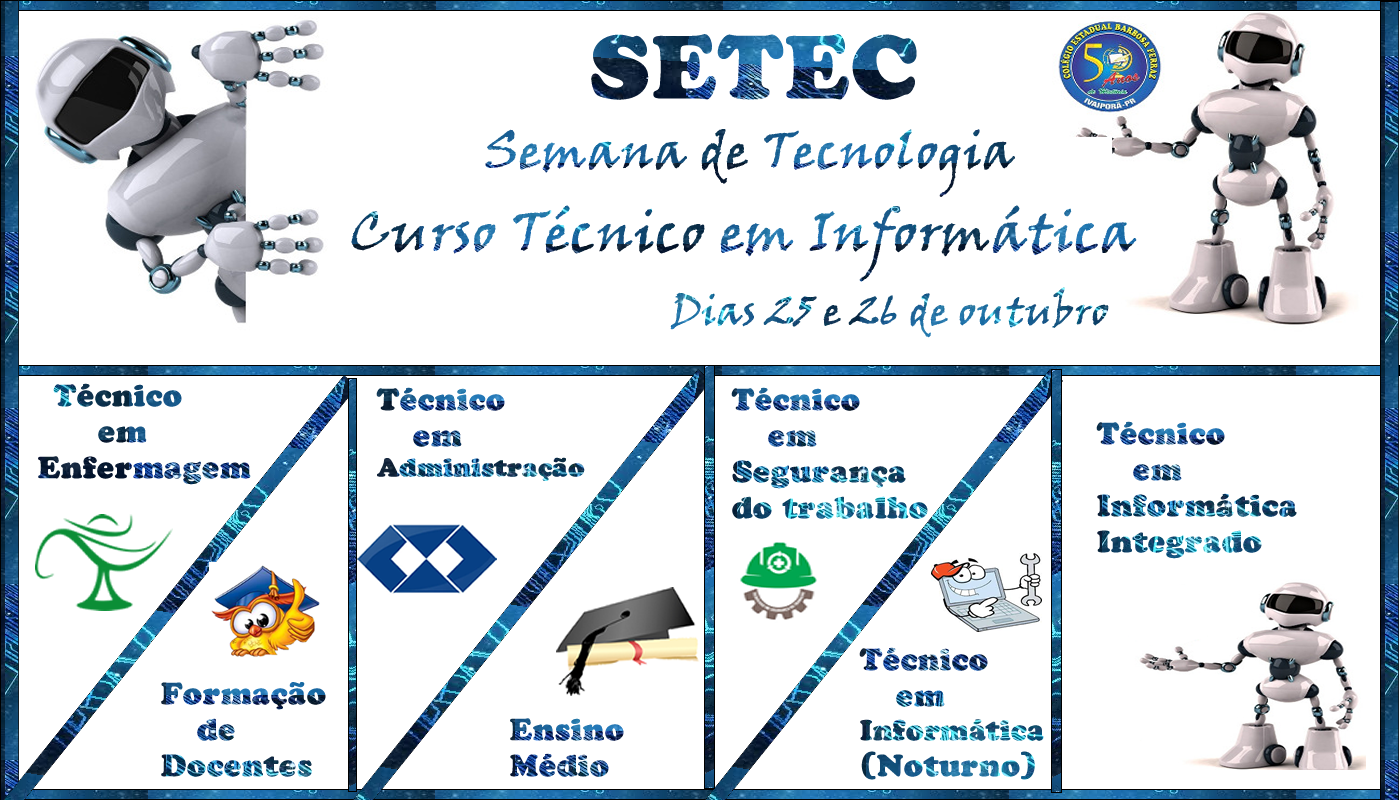 SETEC
COLÉGIO ESTADUAL BARBOSA FERRAZ
50
Anos
de História
IVAIPORÃ-PR
Semana de Tecnologia
Curso Técnico em Informática
Dias 25 e 26 de outubro
Técnico
em
Enfermagem
Formação
de
Docentes
Técnico
em
Administração
Ensino
Médio
Técnico
em
Segurança
do trabalho
Técnico
em
Informática
(Noturno)
Técnico
em
Informática
Integrado